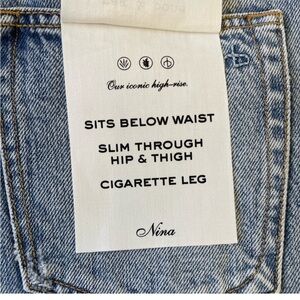 Our iconic high-rise.
SITS BELOW WAIST
SLIM THROUGH
HIP & THIGH
CIGARETTE LEG
Nina